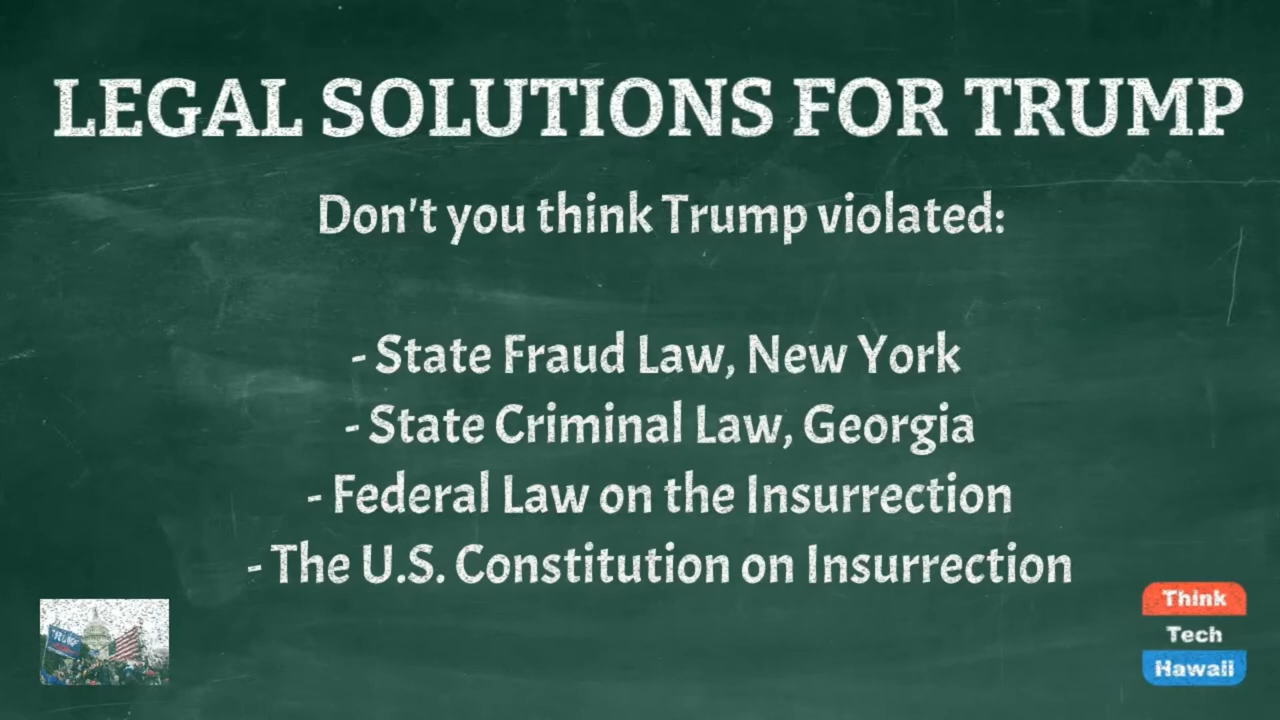 LEGAL SOLUTIONS FOR TRUMP
Don't you think Trump violated:
- State Fraud Law, New York
- State Criminal Law, Georgia
- Federal Law on the Insurrection
- The U.S. Constitution on Insurrection
TRUMP
Think
Tech
Hawaii